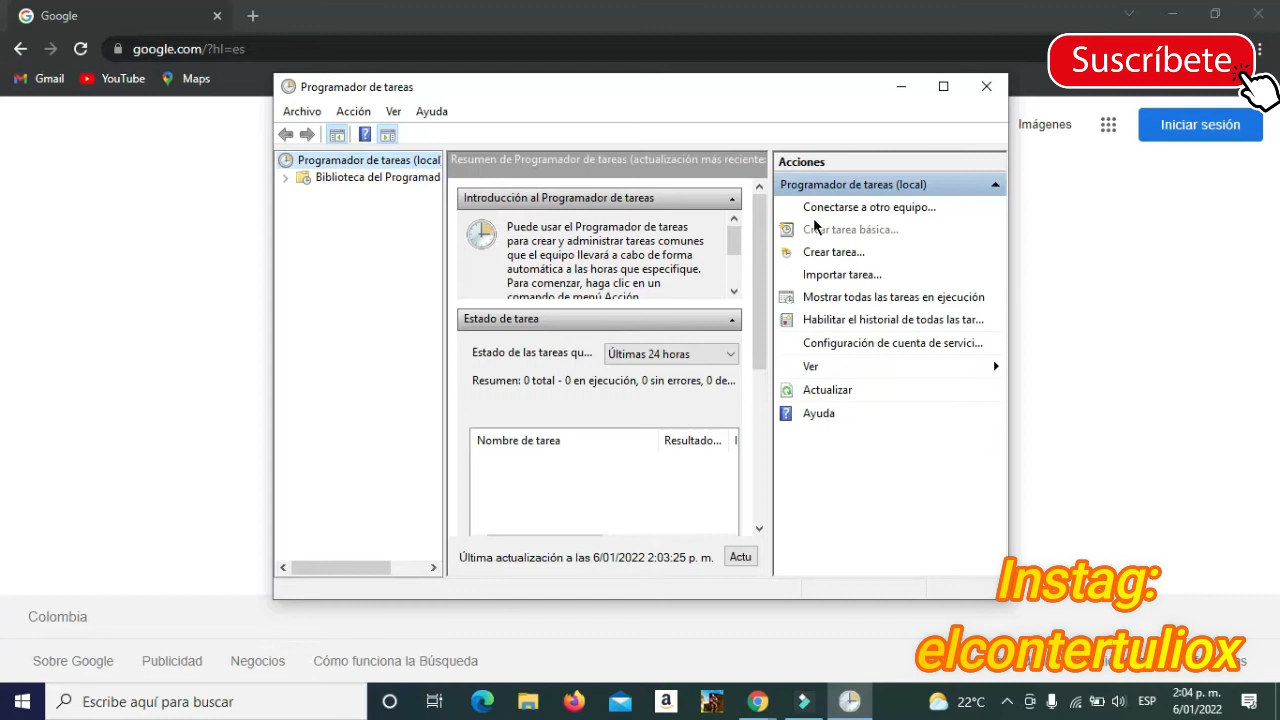 Google
google.com/?hl=es
Gmail
YouTube
Maps
Suscríbete
Imágenes
Iniciar sesión
Programador de tareas
Archivo
Acción
Ver
Ayuda
Programador de tareas (local)
Biblioteca del Programad
Resumen de Programador de tareas (actualización más reciente:
Introducción al Programador de tareas
Puede usar el Programador de tareas
para crear y administrar tareas comunes
que el equipo llevará a cabo de forma
automática a las horas que especifique.
Para comenzar, haga clic en un
comando de menú Acción.
Estado de tarea
Estado de las tareas qu...
Últimas 24 horas
Resumen: 0 total - 0 en ejecución, 0 sin errores, 0 de...
Nombre de tarea
Resultado...
Última actualización a las 6/01/2022 2:03:25 p. m.
Actu
Acciones
Programador de tareas (local)
Conectarse a otro equipo...
Crear tarea básica...
Crear tarea...
Importar tarea...
Mostrar todas las tareas en ejecución
Habilitar el historial de todas las tar...
Configuración de cuenta de servici...
Ver
Actualizar
Ayuda
Instag:
elcontertuliox
Colombia
Sobre Google
Publicidad
Negocios
Cómo funciona la Búsqueda
Escribe aquí para buscar
22°C
ESP
2:04 p. m.
6/01/2022